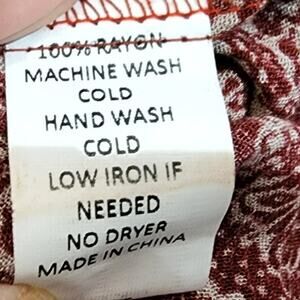 100% RAYON
MACHINE WASH
COLD
HAND WASH
COLD
LOW IRON IF
NEEDED
NO DRYER
MADE IN CHINA